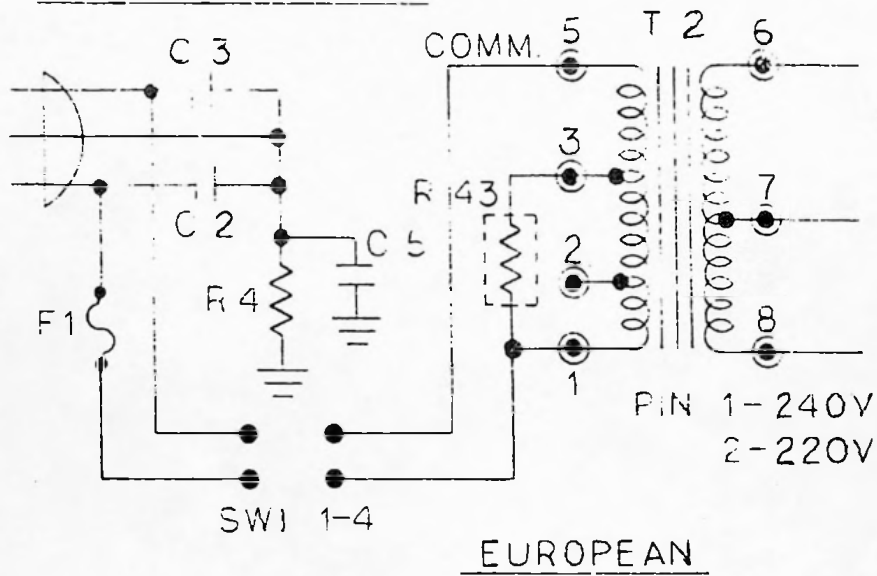 T 2
6
5
COMM.
C 3
3
R 43
7
C 2
C 5
2
R 4
F1
8
1
PIN 1-240V
2-220V
SW1 1-4
EUROPEAN